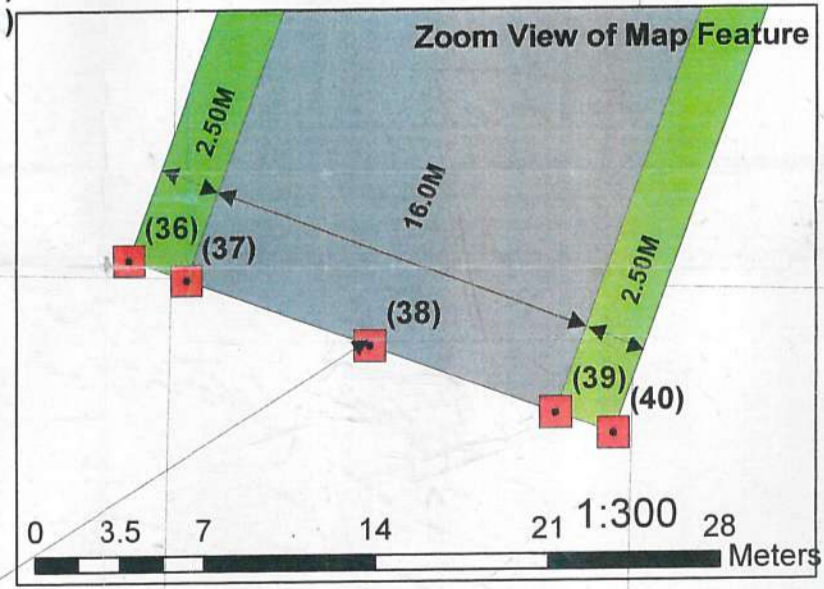 )
Zoom View of Map Feature
2.50M
16.0M
2.50M
(36)
(37)
(38)
(39)
(40)
1:300
0 3.5 7 14 21 28
Meters